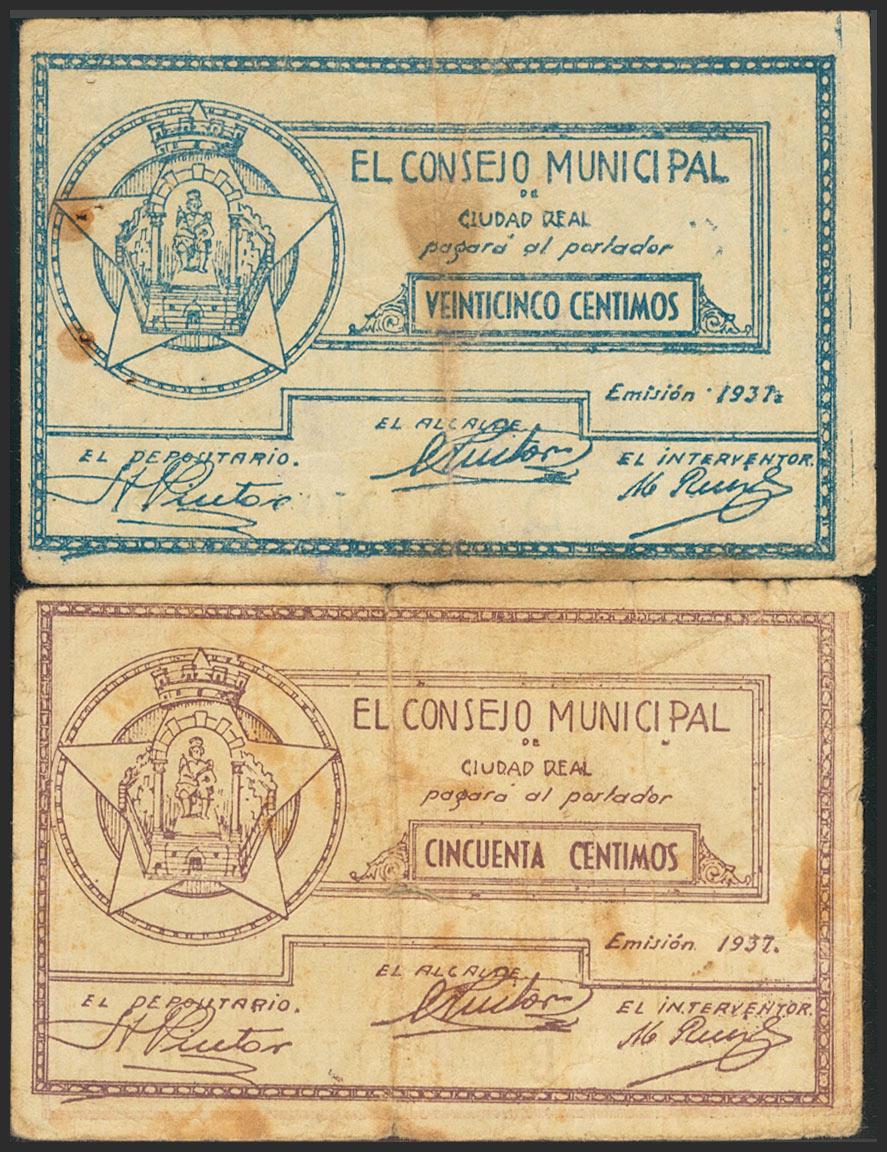 EL CONSEJO MUNICIPAL
DE
CIUDAD REAL
pagará al portador
VEINTICINCO CENTIMOS
Emisión 1937.
EL ALCALDE
EL DEPOSITARIO.
EL INTERVENTOR.
EL CONSEJO MUNICIPAL
DE
CIUDAD REAL
pagará al portador
CINCUENTA CENTIMOS
Emisión 1937.
EL ALCALDE
EL DEPOSITARIO.
EL INTERVENTOR.